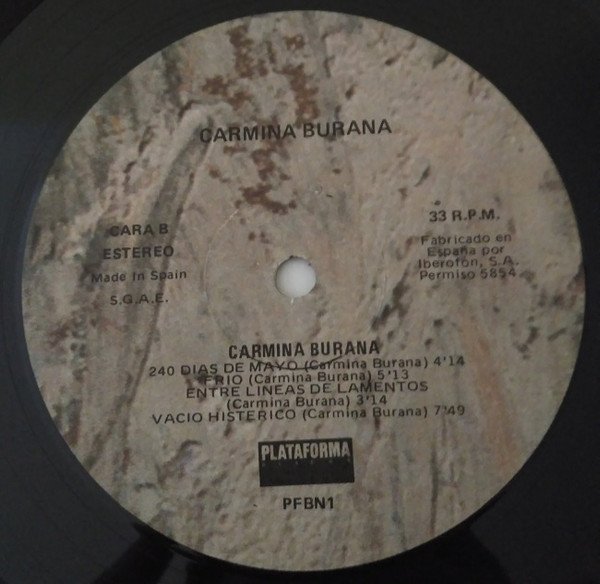 CARMINA BURANA
CARA B
ESTEREO
Made in Spain
S.G.A.E.
33 R.P.M.
Fabricado en
España por
Iberofón, S.A.
Permiso 5854
CARMINA BURANA
240 DIAS DE MAYO (Carmina Burana) 4'14
FRIO (Carmina Burana) 5'13
ENTRE LINEAS DE LAMENTOS
(Carmina Burana) 3'14
VACIO HISTERICO (Carmina Burana) 7'49
PLATAFORMA
PFBN1